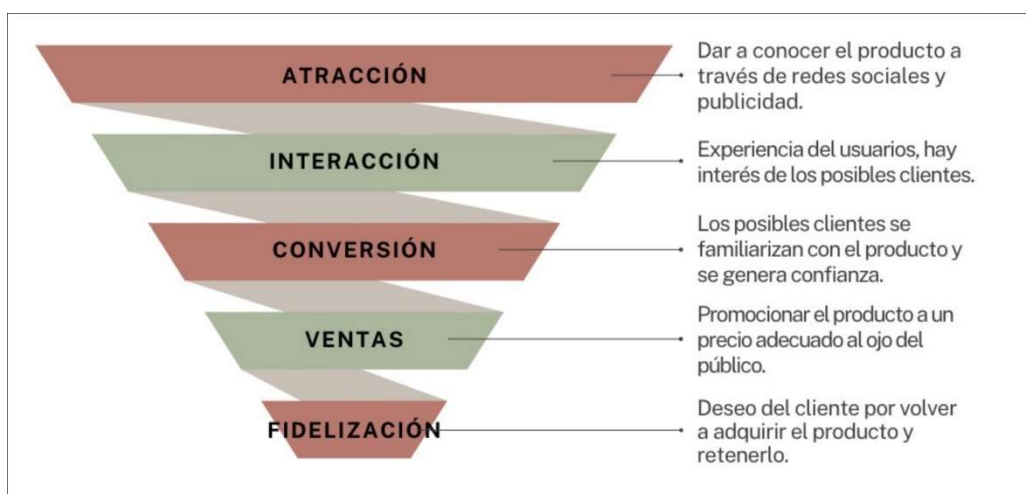 ATRACCIÓN
Dar a conocer el producto a
través de redes sociales y
publicidad.
INTERACCIÓN
Experiencia del usuarios, hay
interés de los posibles clientes.
CONVERSIÓN
Los posibles clientes se
familiarizan con el producto y
se genera confianza.
VENTAS
Promocionar el producto a un
precio adecuado al ojo del
público.
FIDELIZACIÓN
Deseo del cliente por volver
a adquirir el producto y
retenerlo.